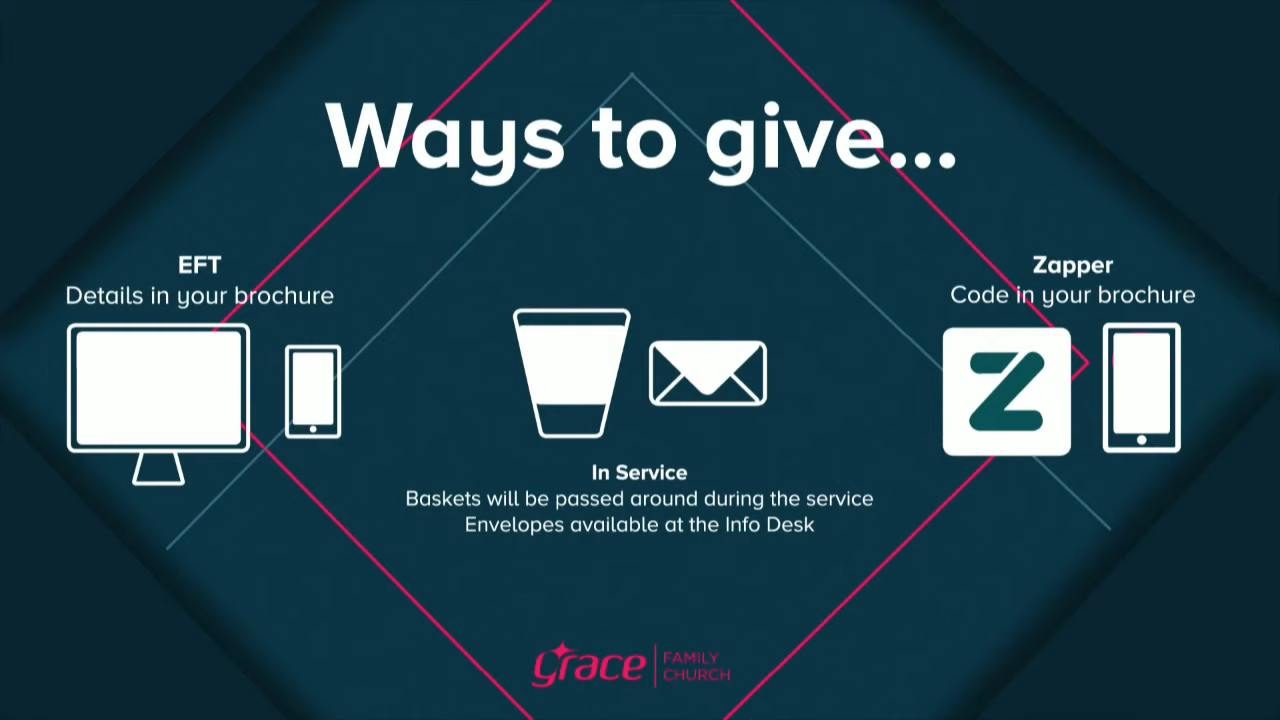 Ways to give...
EFT
Details in your brochure
Zapper
Code in your brochure
Z
In Service
Baskets will be passed around during the service
Envelopes available at the Info Desk
grace
FAMILY
CHURCH